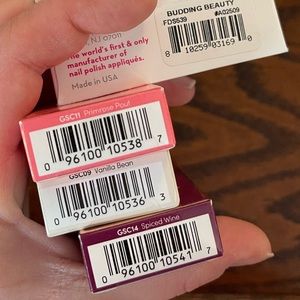 BUDDING BEAUTY
FDS539 #A02509
8 10259 03169 0
, NJ 07011
The world's first & only
manufacturer of
real nail polish appliqués.
Made in USA
GSC11 Primrose Pout
0 96100 10538 7
GSC09 Vanilla Bean
0 96100 10536 3
GSC14 Spiced Wine
0 96100 10541 7